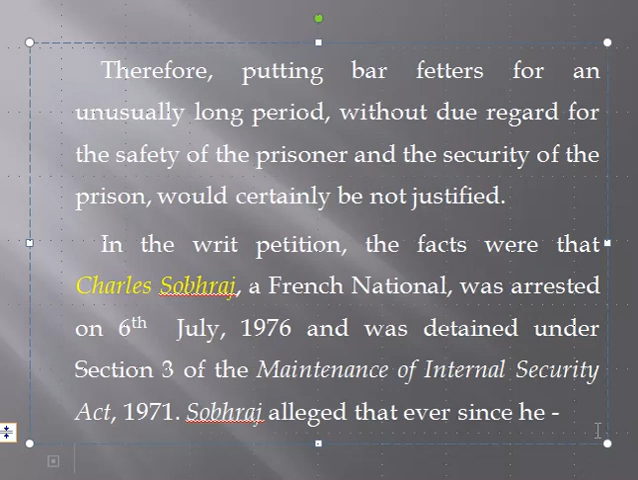 Therefore, putting bar fetters for an
unusually long period, without due regard for
the safety of the prisoner and the security of the
prison, would certainly be not justified.
In the writ petition, the facts were that
Charles Sobhraj, a French National, was arrested
on 6th July, 1976 and was detained under
Section 3 of the Maintenance of Internal Security
Act, 1971. Sobhraj alleged that ever since he -